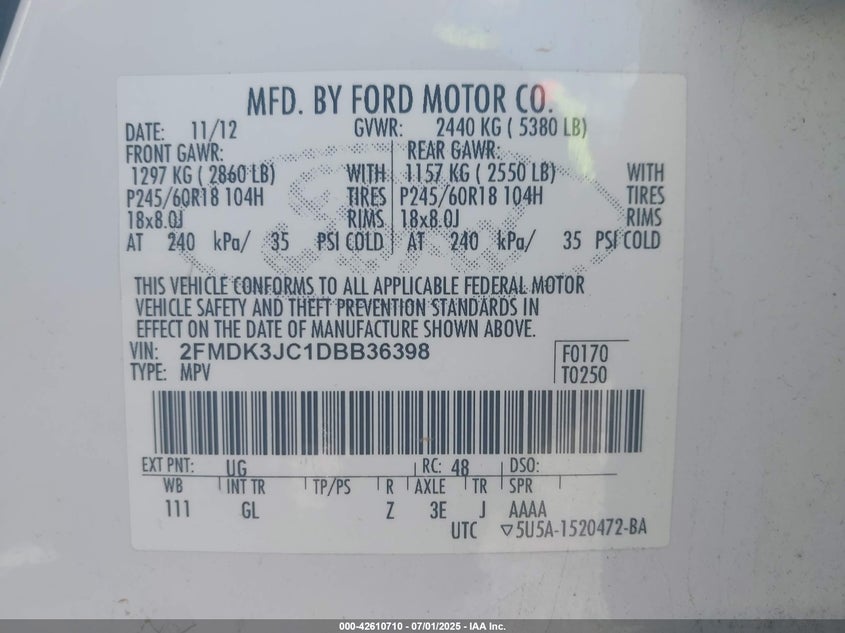 MFD. BY FORD MOTOR CO.
DATE: 11/12 GVWR: 2440 KG ( 5380 LB)
FRONT GAWR: REAR GAWR:
1297 KG ( 2860 LB) WITH 1157 KG ( 2550 LB) WITH
P245/60R18 104H TIRES P245/60R18 104H TIRES
18x8.0J RIMS 18x8.0J RIMS
AT 240 kPa/ 35 PSI COLD AT 240 kPa/ 35 PSI COLD
THIS VEHICLE CONFORMS TO ALL APPLICABLE FEDERAL MOTOR
VEHICLE SAFETY AND THEFT PREVENTION STANDARDS IN
EFFECT ON THE DATE OF MANUFACTURE SHOWN ABOVE.
VIN: 2FMDK3JC1DBB36398 F0170
TYPE: MPV T0250
EXT PNT: UG RC: 48 DSO:
WB INT TR TP/PS R AXLE TR SPR
111 GL Z 3E J AAAA
UTC ▽5U5A-1520472-BA
000-42610710 / 07/01/2025 - IAA Inc.